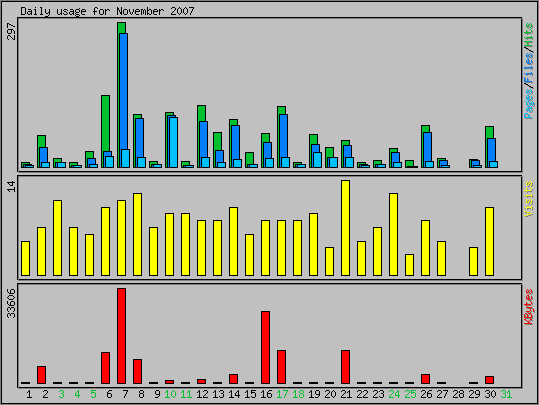 Daily usage for November 2007
297
Pages/Files/Hits
14
Visits
33606
KBytes
1 2 3 4 5 6 7 8 9 10 11 12 13 14 15 16 17 18 19 20 21 22 23 24 25 26 27 28 29 30 31